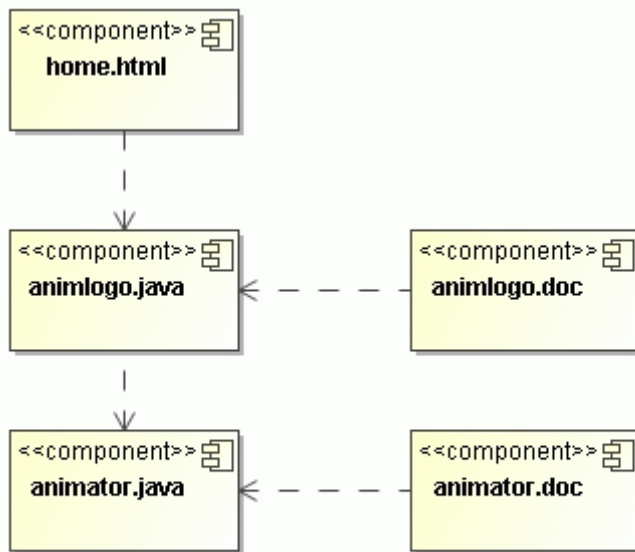 <<component>>
home.html
<<component>>
animlogo.java
<<component>>
animlogo.doc
<<component>>
animator.java
<<component>>
animator.doc